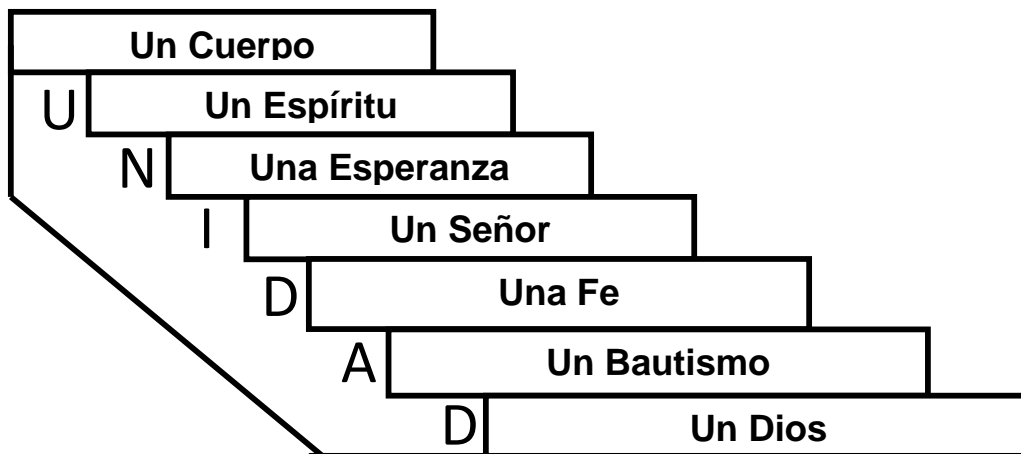 Un Cuerpo
U Un Espíritu
N Una Esperanza
I Un Señor
D Una Fe
A Un Bautismo
D Un Dios